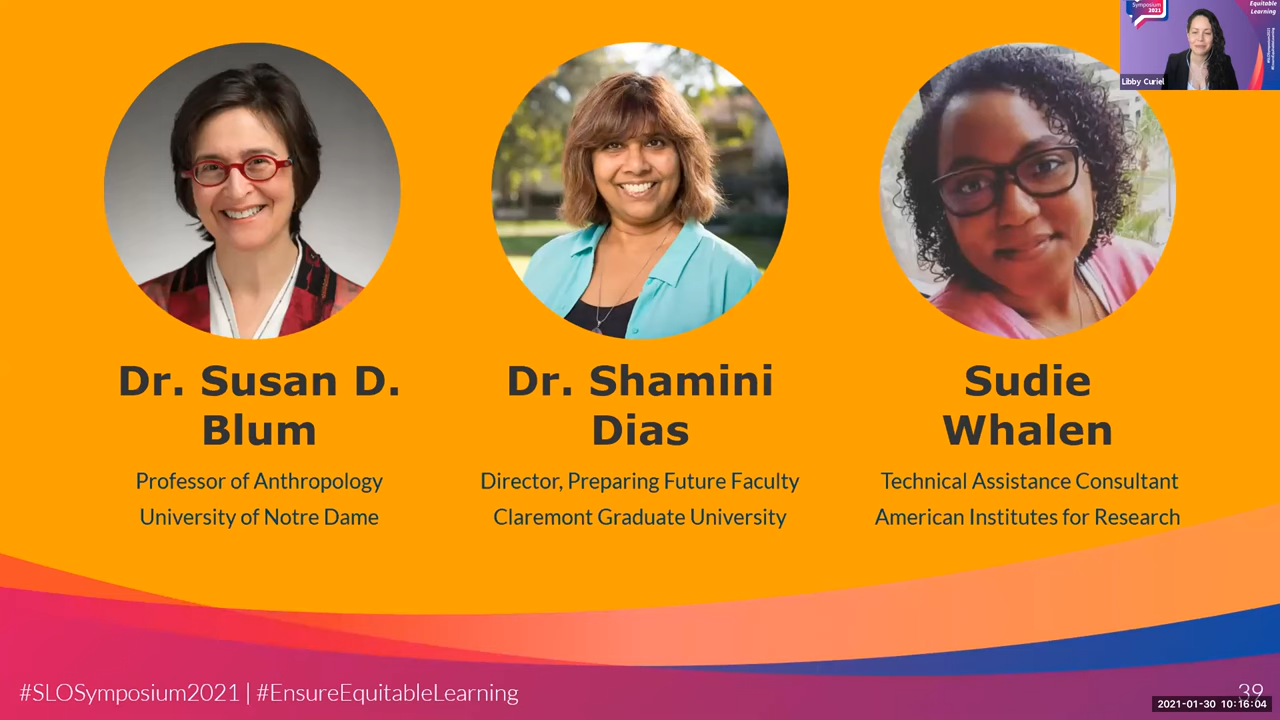 Symposium
2021
Equitable
Learning
Libby Curiel
Dr. Susan D.
Blum
Professor of Anthropology
University of Notre Dame
Dr. Shamini
Dias
Director, Preparing Future Faculty
Claremont Graduate University
Sudie
Whalen
Technical Assistance Consultant
American Institutes for Research
#SLOSymposium2021 | #EnsureEquitableLearning
39
2021-01-30 10:16:04